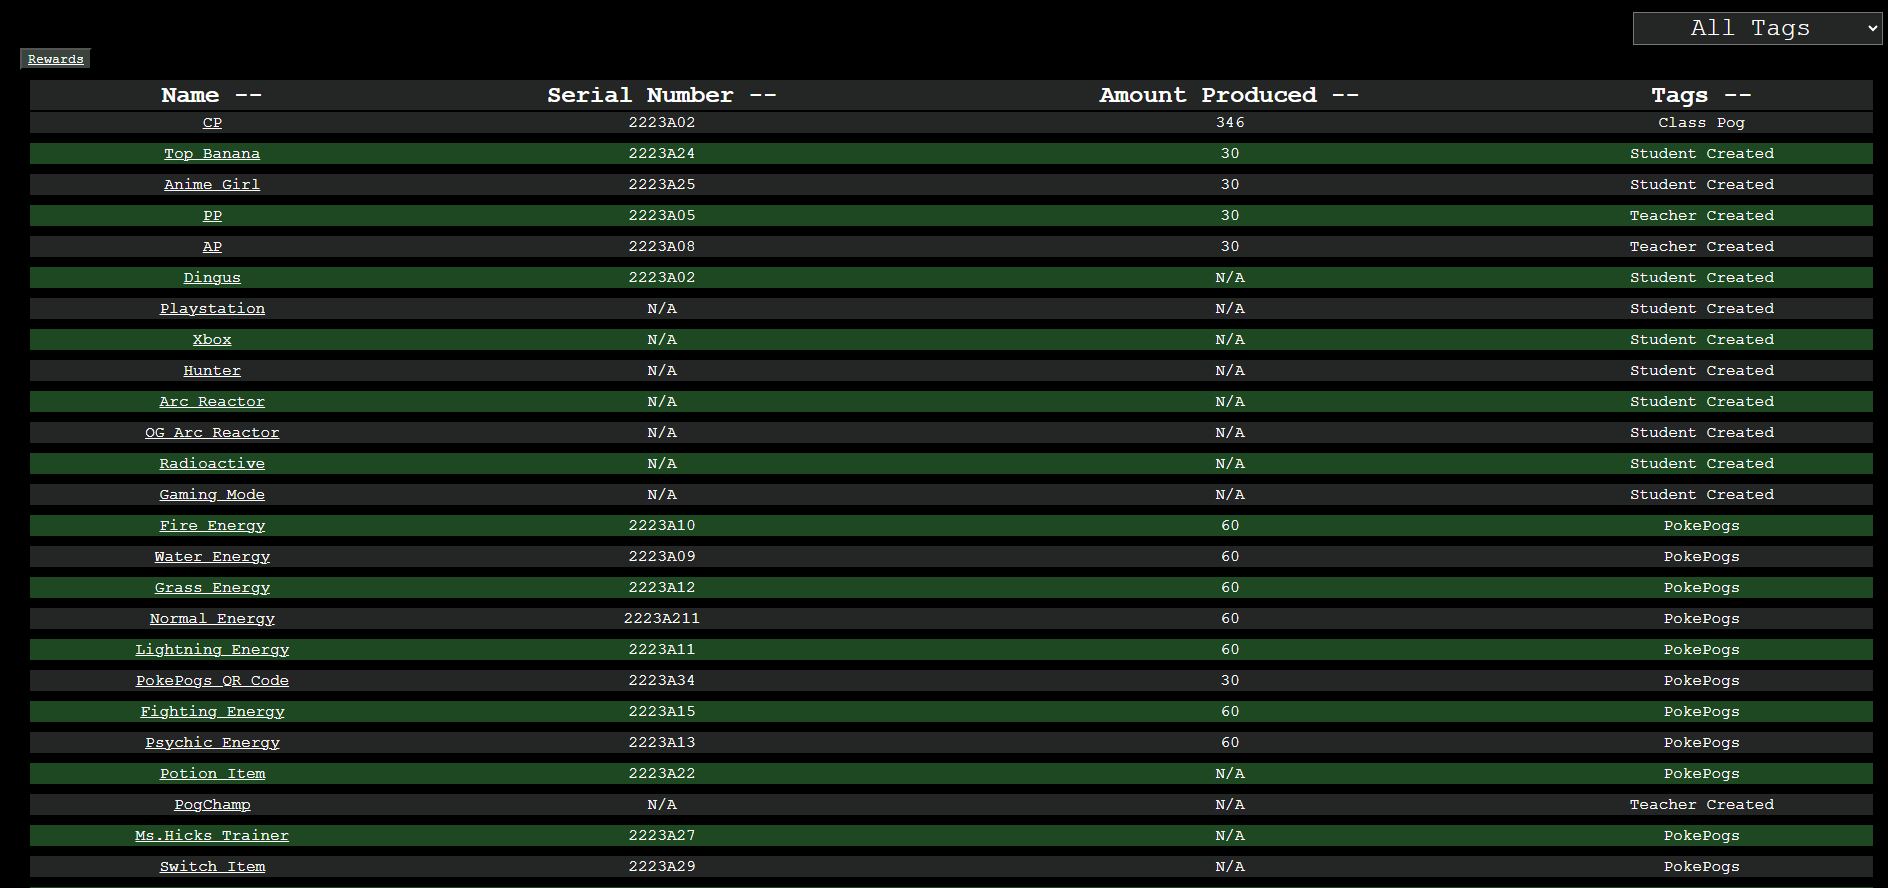 All Tags
Rewards
Name -- Serial Number -- Amount Produced -- Tags --
CP 2223A02 346 Class Pog
Top Banana 2223A24 30 Student Created
Anime Girl 2223A25 30 Student Created
PP 2223A05 30 Teacher Created
AP 2223A08 30 Teacher Created
Dingus 2223A02 N/A Student Created
Playstation N/A N/A Student Created
Xbox N/A N/A Student Created
Hunter N/A N/A Student Created
Arc Reactor N/A N/A Student Created
OG Arc Reactor N/A N/A Student Created
Radioactive N/A N/A Student Created
Gaming Mode N/A N/A Student Created
Fire Energy 2223A10 60 PokePogs
Water Energy 2223A09 60 PokePogs
Grass Energy 2223A12 60 PokePogs
Normal Energy 2223A211 60 PokePogs
Lightning Energy 2223A11 60 PokePogs
PokePogs QR Code 2223A34 30 PokePogs
Fighting Energy 2223A15 60 PokePogs
Psychic Energy 2223A13 60 PokePogs
Potion Item 2223A22 N/A PokePogs
PogChamp N/A N/A Teacher Created
Ms.Hicks Trainer 2223A27 N/A PokePogs
Switch Item 2223A29 N/A PokePogs